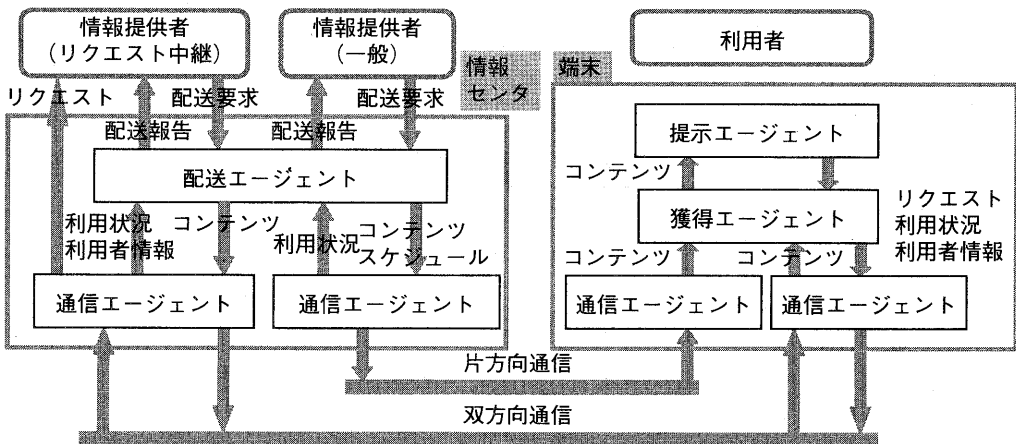 情報提供者
(リクエスト中継)
情報提供者
(一般)
利用者
情報
センタ
端末
リクエスト
配送要求
配送要求
配送報告
配送報告
提示エージェント
コンテンツ
配送エージェント
獲得エージェント
リクエスト
利用状況
利用者情報
利用状況
利用者情報
コンテンツ
利用状況
コンテンツ
スケジュール
コンテンツ
コンテンツ
通信エージェント
通信エージェント
通信エージェント
通信エージェント
片方向通信
双方向通信